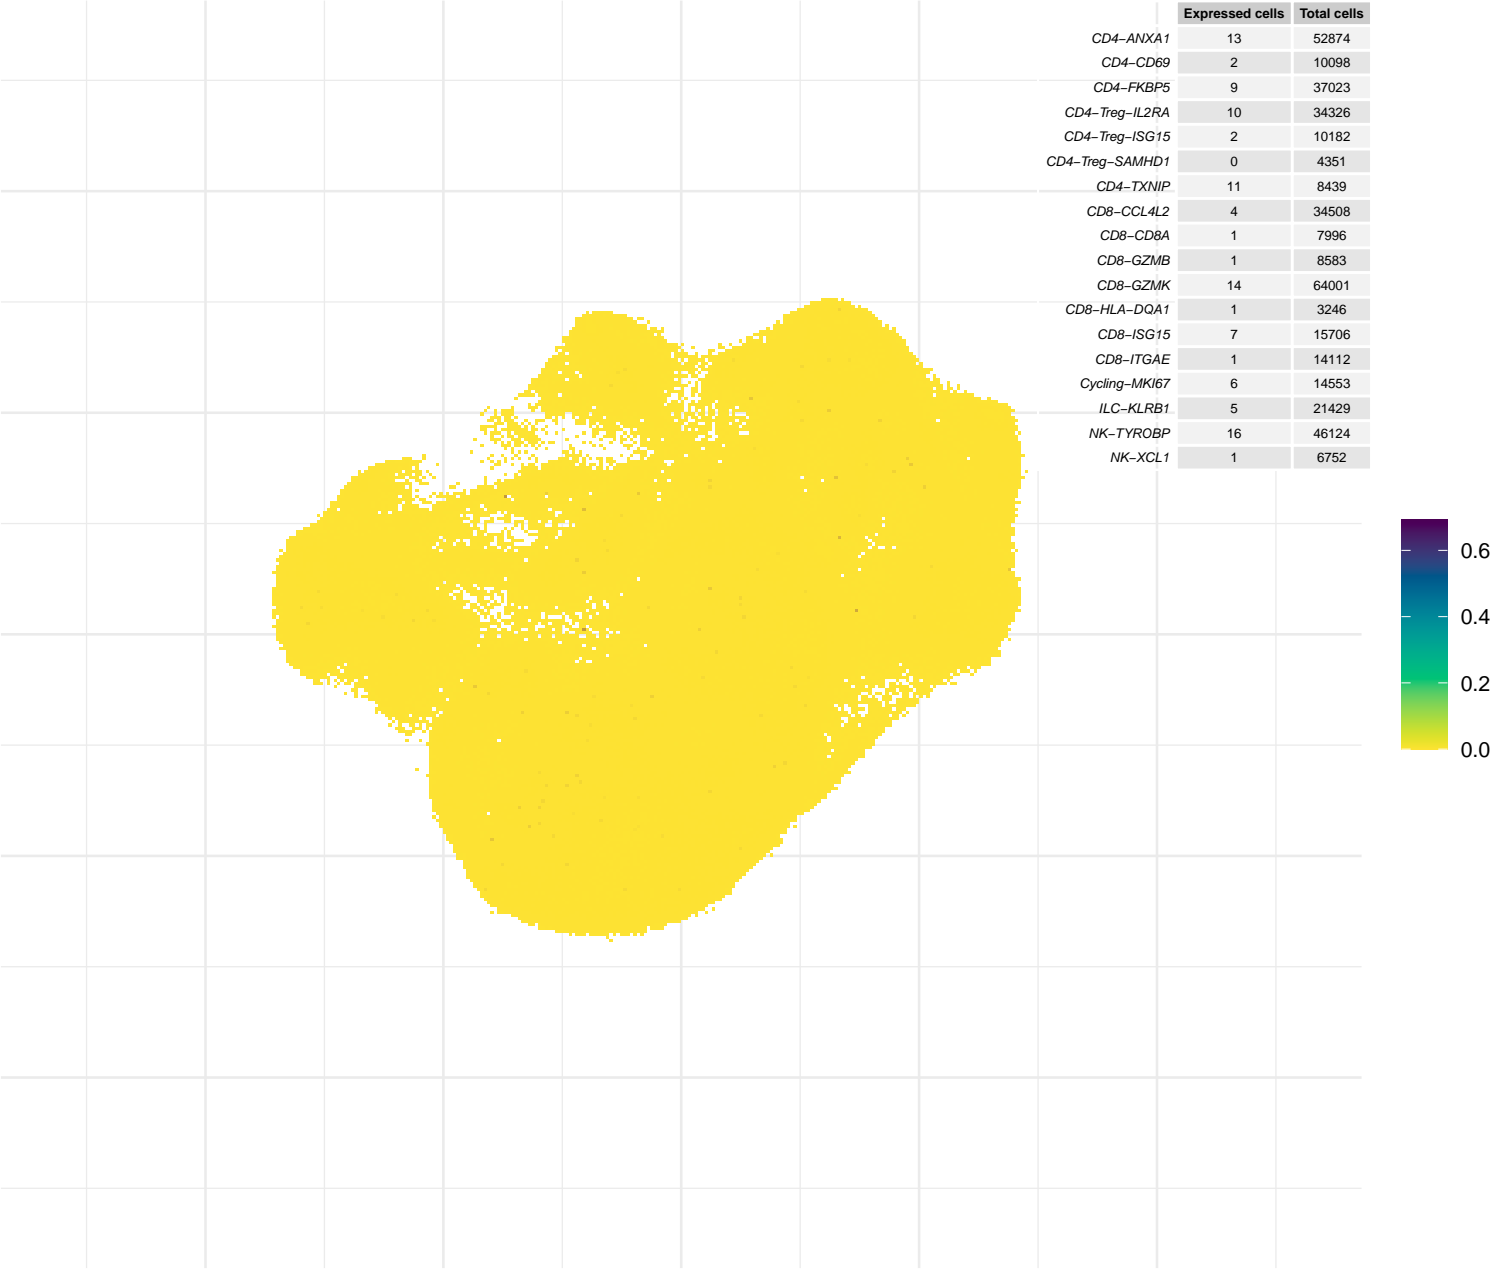 Expressed cells Total cells
CD4−ANXA1 13 52874
CD4−CD69 2 10098
CD4−FKBP5 9 37023
CD4−Treg−IL2RA 10 34326
CD4−Treg−ISG15 2 10182
CD4−Treg−SAMHD1 0 4351
CD4−TXNIP 11 8439
CD8−CCL4L2 4 34508
CD8−CD8A 1 7996
CD8−GZMB 1 8583
CD8−GZMK 14 64001
CD8−HLA−DQA1 1 3246
CD8−ISG15 7 15706
CD8−ITGAE 1 14112
Cycling−MKI67 6 14553
ILC−KLRB1 5 21429
NK−TYROBP 16 46124
NK−XCL1 1 6752
0.6
0.4
0.2
0.0